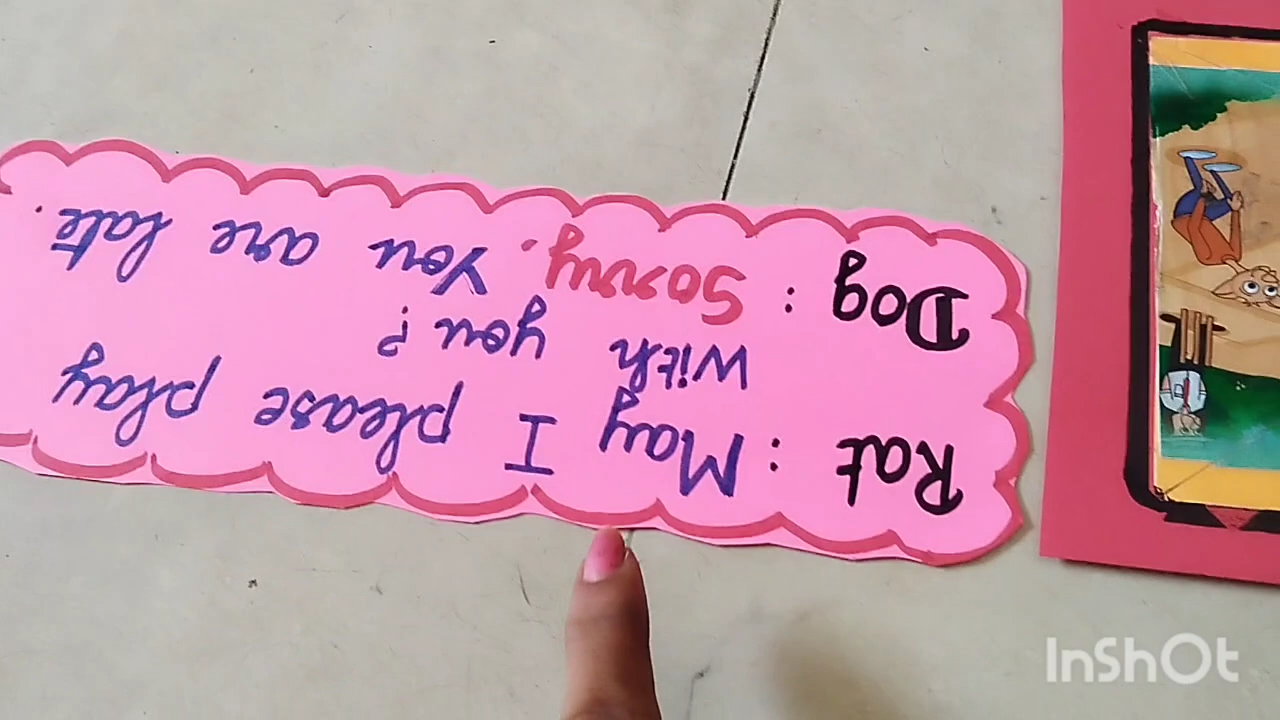 Rat : May I please play
with you?
Dog : Sorry. You are late.
InShOt